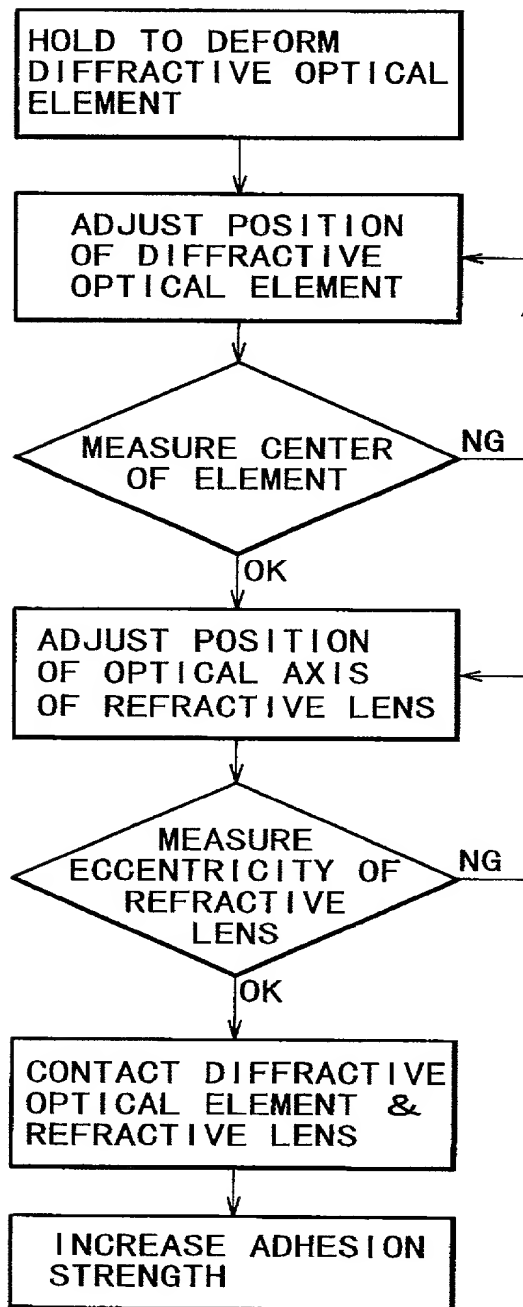 HOLD TO DEFORM
DIFFRACTIVE OPTICAL
ELEMENT
ADJUST POSITION
OF DIFFRACTIVE
OPTICAL ELEMENT
MEASURE CENTER
OF ELEMENT
NG
OK
ADJUST POSITION
OF OPTICAL AXIS
OF REFRACTIVE LENS
MEASURE
ECCENTRICITY OF
REFRACTIVE
LENS
NG
OK
CONTACT DIFFRACTIVE
OPTICAL ELEMENT &
REFRACTIVE LENS
INCREASE ADHESION
STRENGTH